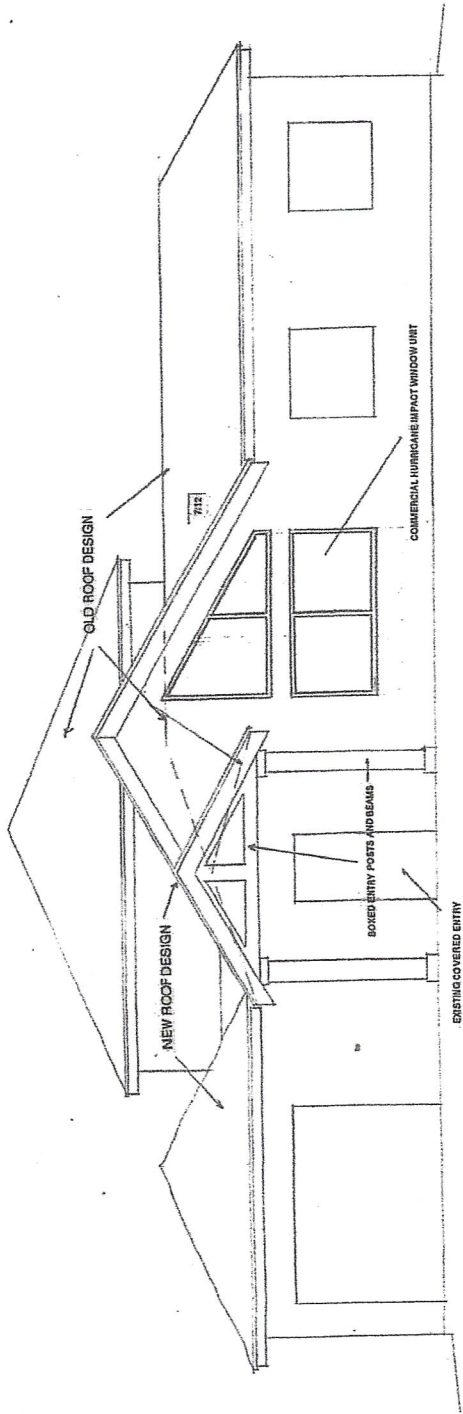 OLD ROOF DESIGN
NEW ROOF DESIGN
7:12
COMMERCIAL HURRICANE IMPACT WINDOW UNIT
BOXED ENTRY POSTS AND BEAMS
EXISTING COVERED ENTRY